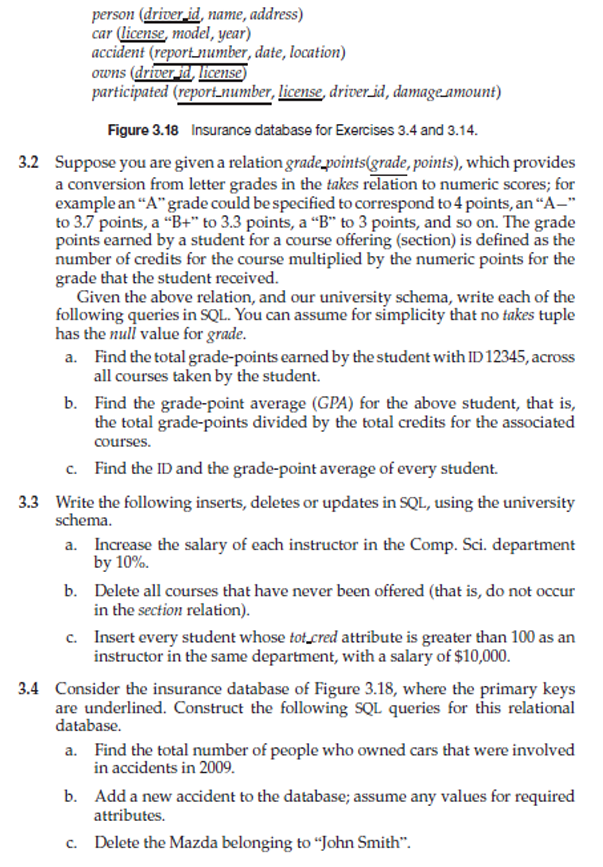 person (driver_id, name, address)
car (license, model, year)
accident (report_number, date, location)
owns (driver_id, license)
participated (report_number, license, driver_id, damage_amount)
Figure 3.18 Insurance database for Exercises 3.4 and 3.14.
3.2 Suppose you are given a relation grade_points(grade, points), which provides
a conversion from letter grades in the takes relation to numeric scores; for
example an “A” grade could be specified to correspond to 4 points, an “A−”
to 3.7 points, a “B+” to 3.3 points, a “B” to 3 points, and so on. The grade
points earned by a student for a course offering (section) is defined as the
number of credits for the course multiplied by the numeric points for the
grade that the student received.
Given the above relation, and our university schema, write each of the
following queries in SQL. You can assume for simplicity that no takes tuple
has the null value for grade.
a. Find the total grade-points earned by the student with ID 12345, across
all courses taken by the student.
b. Find the grade-point average (GPA) for the above student, that is,
the total grade-points divided by the total credits for the associated
courses.
c. Find the ID and the grade-point average of every student.
3.3 Write the following inserts, deletes or updates in SQL, using the university
schema.
a. Increase the salary of each instructor in the Comp. Sci. department
by 10%.
b. Delete all courses that have never been offered (that is, do not occur
in the section relation).
c. Insert every student whose tot_cred attribute is greater than 100 as an
instructor in the same department, with a salary of $10,000.
3.4 Consider the insurance database of Figure 3.18, where the primary keys
are underlined. Construct the following SQL queries for this relational
database.
a. Find the total number of people who owned cars that were involved
in accidents in 2009.
b. Add a new accident to the database; assume any values for required
attributes.
c. Delete the Mazda belonging to “John Smith”.